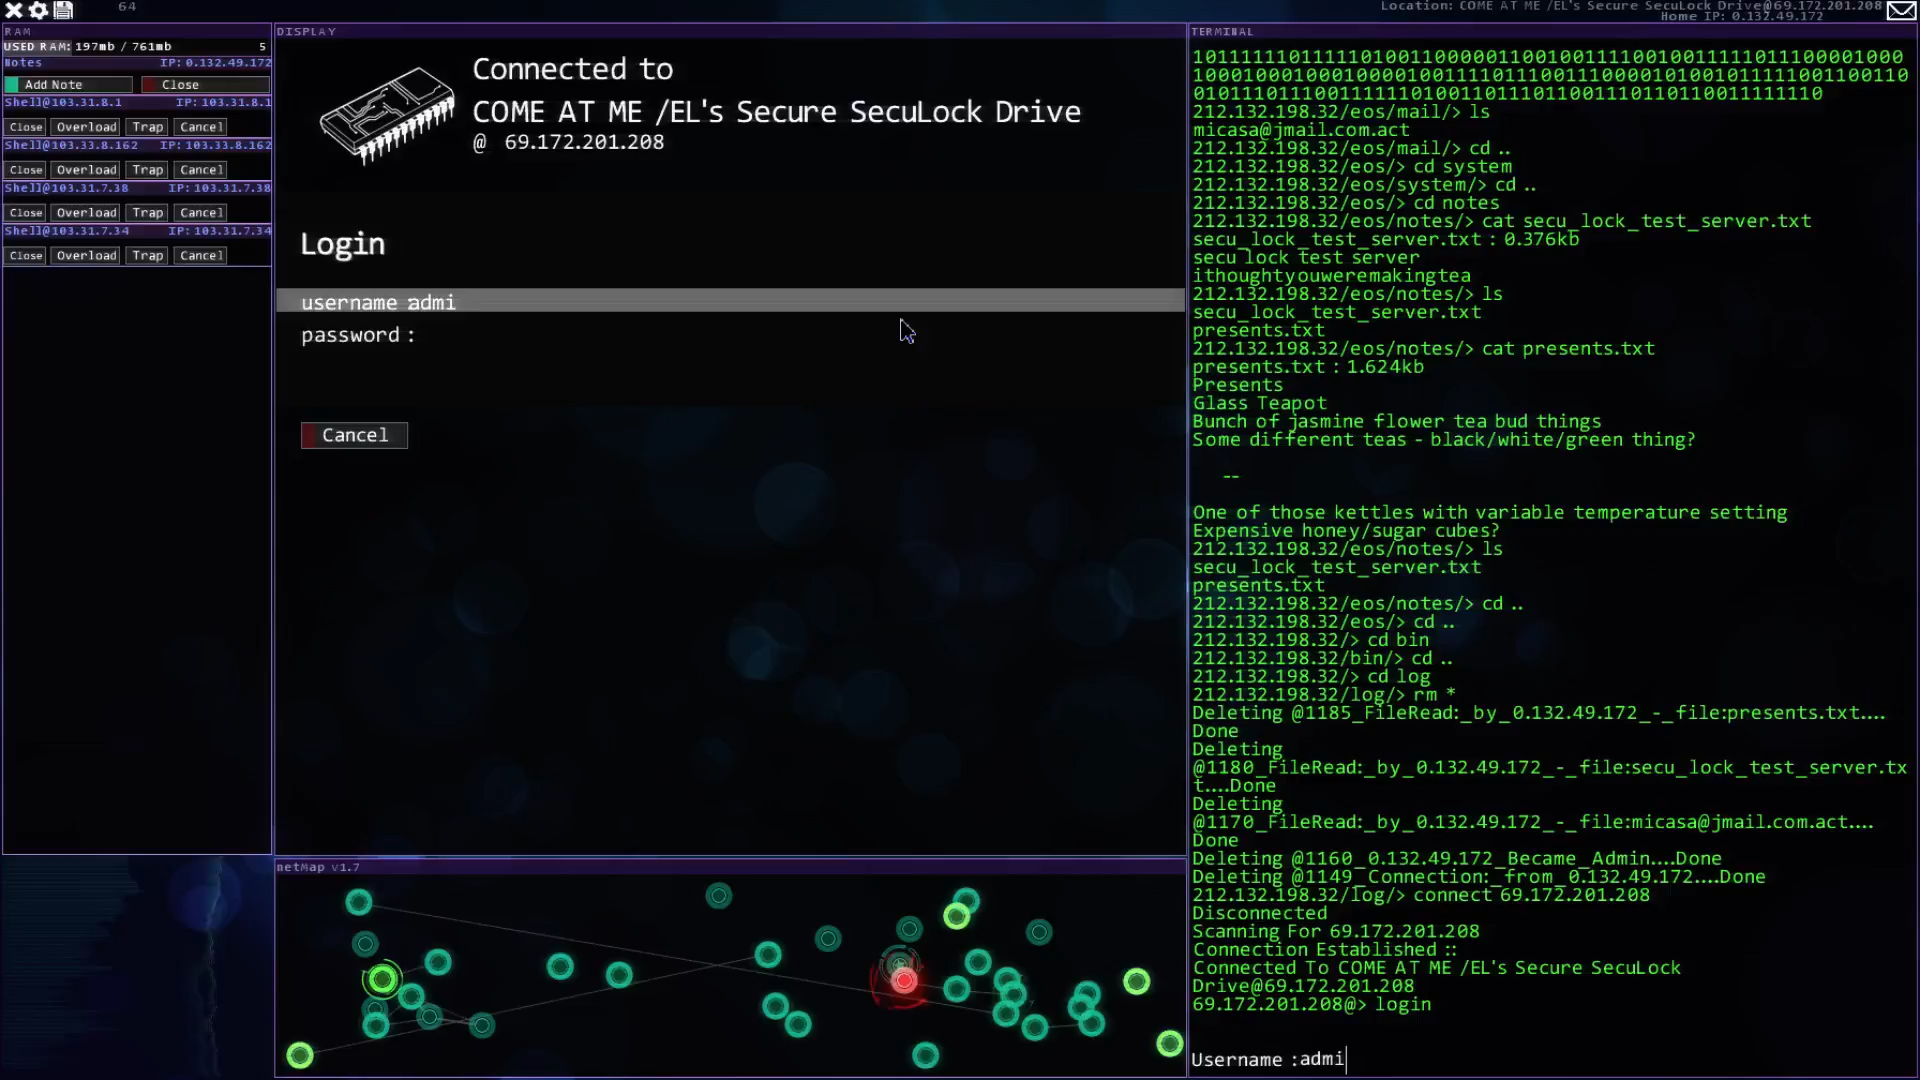 64
Location: COME AT ME /EL's Secure SecuLock Drive@69.172.201.208
Home IP: 0.132.49.172
RAM
USED RAM: 197mb / 761mb 5
Notes IP: 0.132.49.172
Add Note Close
Shell@103.31.8.1 IP: 103.31.8.1
Close Overload Trap Cancel
Shell@103.33.8.162 IP: 103.33.8.162
Close Overload Trap Cancel
Shell@103.31.7.38 IP: 103.31.7.38
Close Overload Trap Cancel
Shell@103.31.7.34 IP: 103.31.7.34
Close Overload Trap Cancel
DISPLAY
Connected to
COME AT ME /EL's Secure SecuLock Drive
@ 69.172.201.208
Login
username :admi
password :
Cancel
netMap v1.7
TERMINAL
212.132.198.32/eos/mail/> ls
micasa@jmail.com.act
212.132.198.32/eos/mail/> cd ..
212.132.198.32/eos/> cd system
212.132.198.32/eos/system/> cd ..
212.132.198.32/eos/> cd notes
212.132.198.32/eos/notes/> cat secu_lock_test_server.txt
secu_lock_test_server.txt : 0.376kb
secu lock test server
ithoughtyouweremakingtea
212.132.198.32/eos/notes/> ls
secu_lock_test_server.txt
presents.txt
212.132.198.32/eos/notes/> cat presents.txt
presents.txt : 1.624kb
Presents
Glass Teapot
Bunch of jasmine flower tea bud things
Some different teas - black/white/green thing?
--
One of those kettles with variable temperature setting
Expensive honey/sugar cubes?
212.132.198.32/eos/notes/> ls
secu_lock_test_server.txt
presents.txt
212.132.198.32/eos/notes/> cd ..
212.132.198.32/eos/> cd ..
212.132.198.32/> cd bin
212.132.198.32/bin/> cd ..
212.132.198.32/> cd log
212.132.198.32/log/> rm *
Deleting @1185_FileRead:_by_0.132.49.172_-_file:presents.txt....
Done
Deleting
@1180_FileRead:_by_0.132.49.172_-_file:secu_lock_test_server.tx
t....Done
Deleting
@1170_FileRead:_by_0.132.49.172_-_file:micasa@jmail.com.act....
Done
Deleting @1160_0.132.49.172_Became_Admin....Done
Deleting @1149_Connection:_from_0.132.49.172....Done
212.132.198.32/log/> connect 69.172.201.208
Disconnected
Scanning For 69.172.201.208
Connection Established ::
Connected To COME AT ME /EL's Secure SecuLock
Drive@69.172.201.208
69.172.201.208@> login
Username :admi